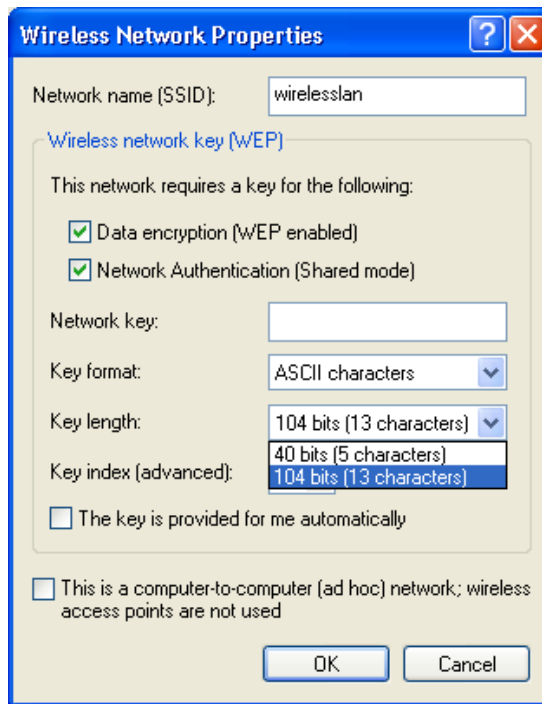 Wireless Network Properties
Network name (SSID): wirelesslan
Wireless network key (WEP)
This network requires a key for the following:
Data encryption (WEP enabled)
Network Authentication (Shared mode)
Network key:
Key format: ASCII characters
Key length: 104 bits (13 characters)
40 bits (5 characters)
Key index (advanced): 104 bits (13 characters)
The key is provided for me automatically
This is a computer-to-computer (ad hoc) network; wireless
access points are not used
OK Cancel